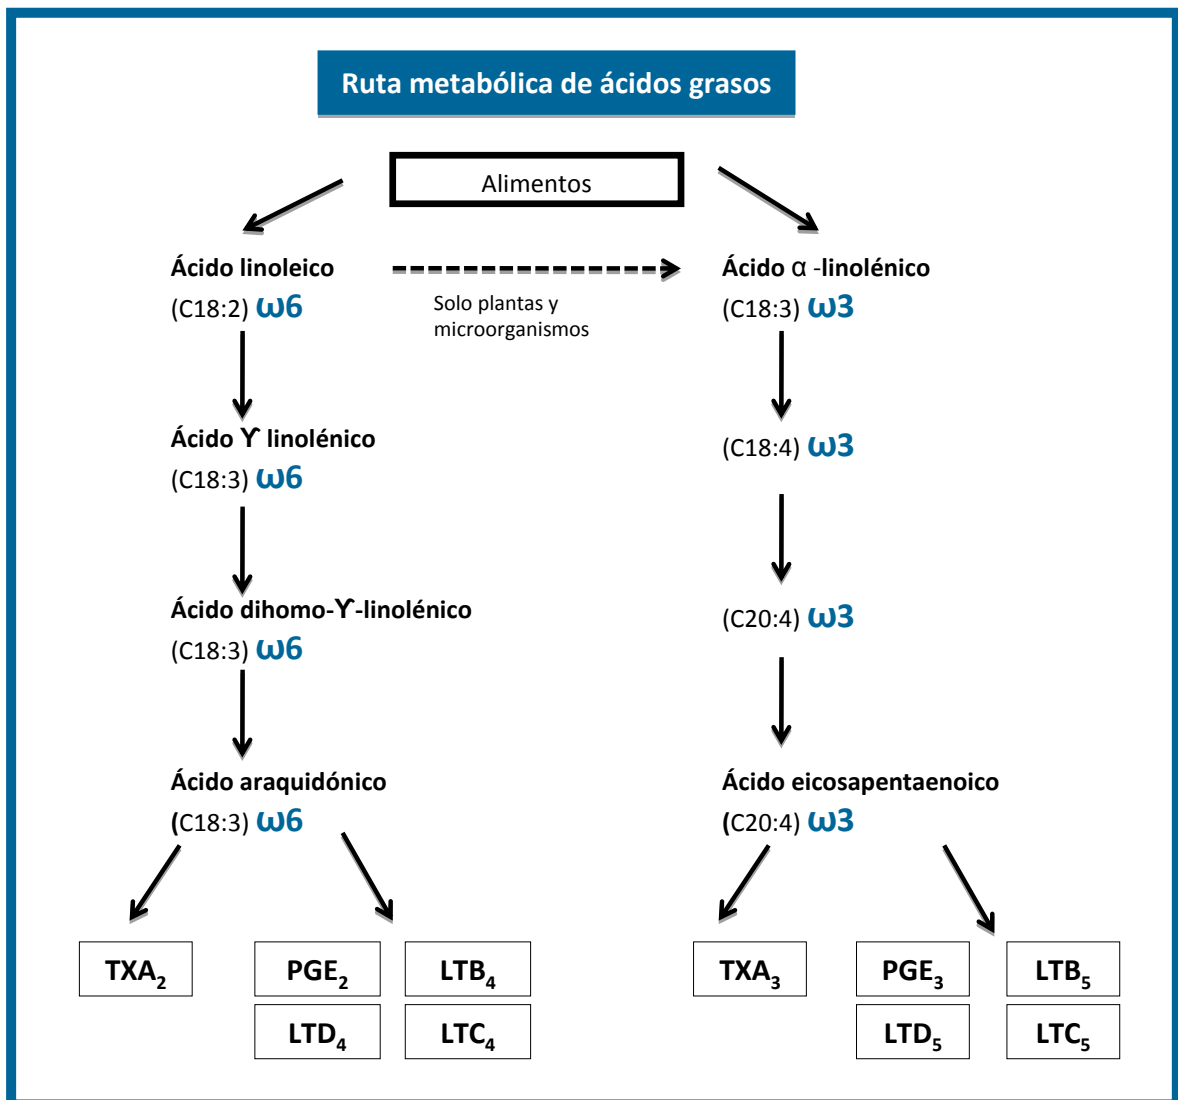 Ruta metabólica de ácidos grasos
Alimentos
Ácido linoleico
(C18:2) ω6
Solo plantas y
microorganismos
Ácido α -linolénico
(C18:3) ω3
Ácido ϒ linolénico
(C18:3) ω6
(C18:4) ω3
Ácido dihomo-ϒ-linolénico
(C18:3) ω6
(C20:4) ω3
Ácido araquidónico
(C18:3) ω6
Ácido eicosapentaenoico
(C20:4) ω3
TXA₂
PGE₂
LTB₄
LTD₄
LTC₄
TXA₃
PGE₃
LTB₅
LTD₅
LTC₅